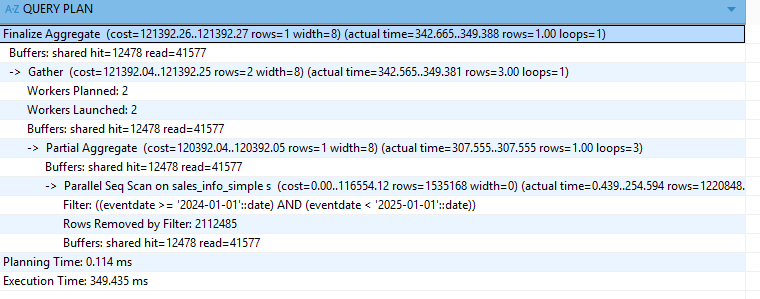 A-Z QUERY PLAN
Finalize Aggregate (cost=121392.26..121392.27 rows=1 width=8) (actual time=342.665..349.388 rows=1.00 loops=1)
Buffers: shared hit=12478 read=41577
-> Gather (cost=121392.04..121392.25 rows=2 width=8) (actual time=342.565..349.381 rows=3.00 loops=1)
Workers Planned: 2
Workers Launched: 2
Buffers: shared hit=12478 read=41577
-> Partial Aggregate (cost=120392.04..120392.05 rows=1 width=8) (actual time=307.555..307.555 rows=1.00 loops=3)
Buffers: shared hit=12478 read=41577
-> Parallel Seq Scan on sales_info_simple s (cost=0.00..116554.12 rows=1535168 width=0) (actual time=0.439..254.594 rows=1220848.
Filter: ((eventdate >= '2024-01-01'::date) AND (eventdate < '2025-01-01'::date))
Rows Removed by Filter: 2112485
Buffers: shared hit=12478 read=41577
Planning Time: 0.114 ms
Execution Time: 349.435 ms